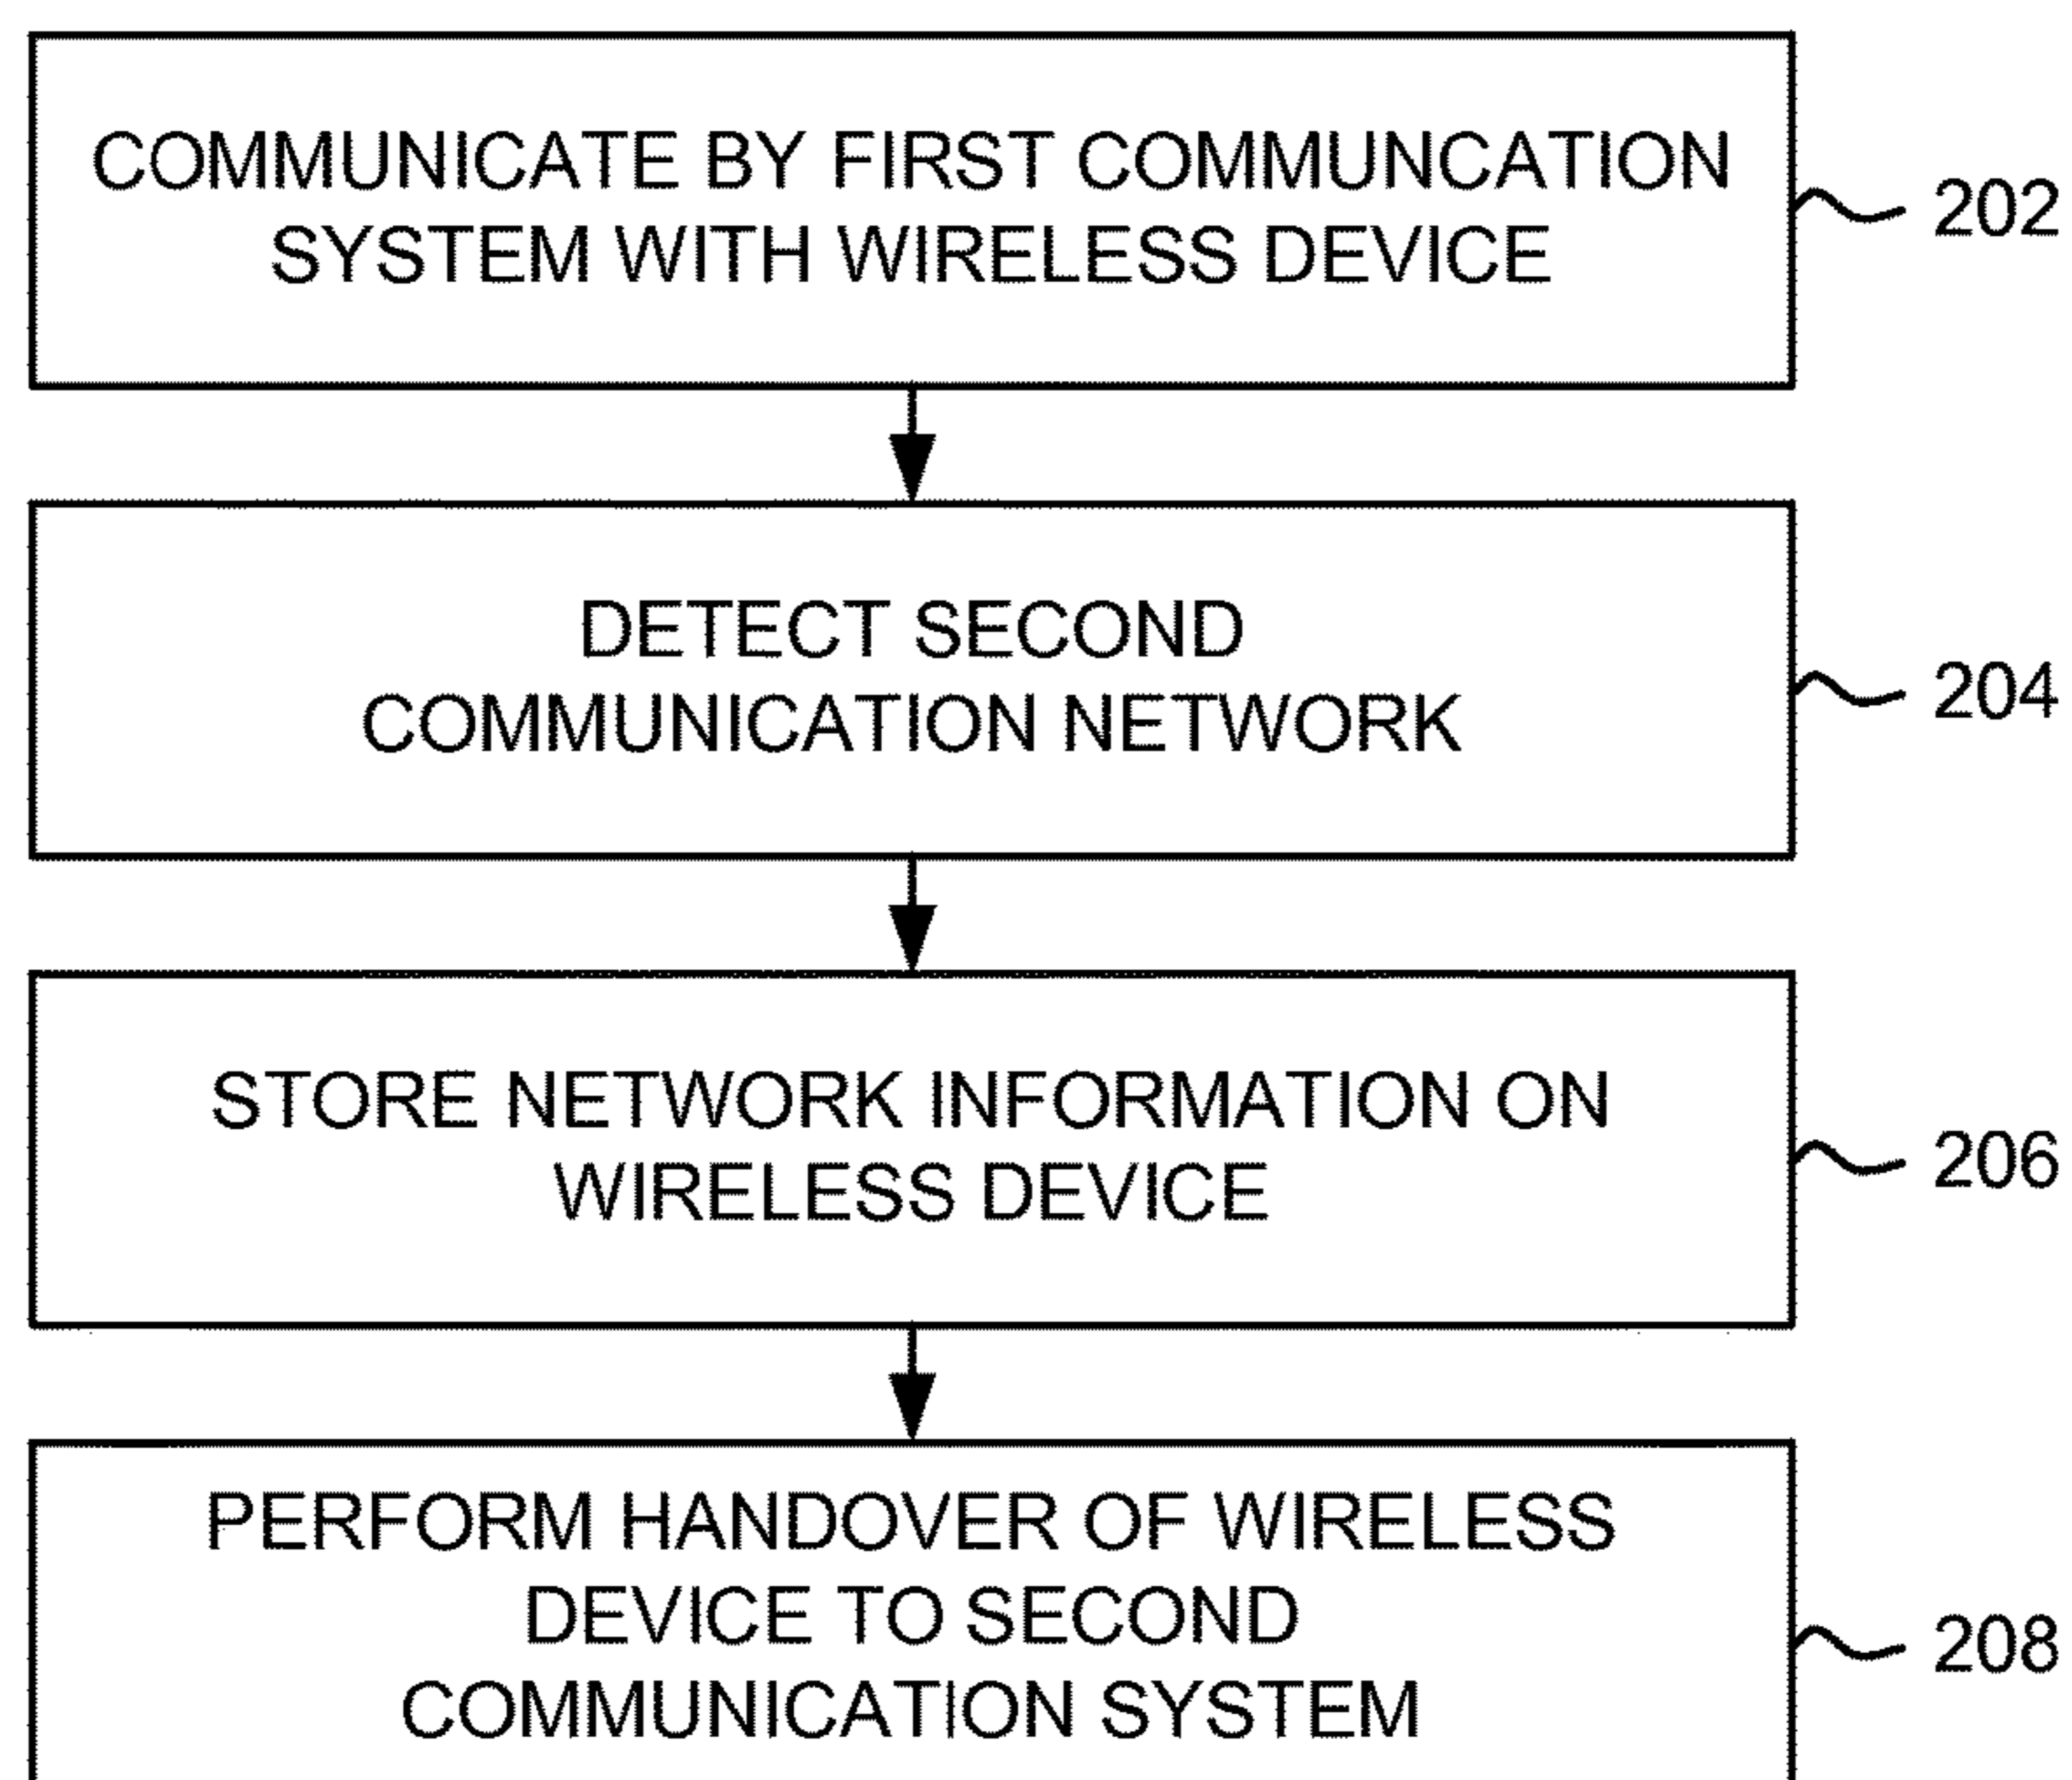 COMMUNICATE BY FIRST COMMUNCATION
SYSTEM WITH WIRELESS DEVICE
202
DETECT SECOND
COMMUNICATION NETWORK
204
STORE NETWORK INFORMATION ON
WIRELESS DEVICE
206
PERFORM HANDOVER OF WIRELESS
DEVICE TO SECOND
COMMUNICATION SYSTEM
208